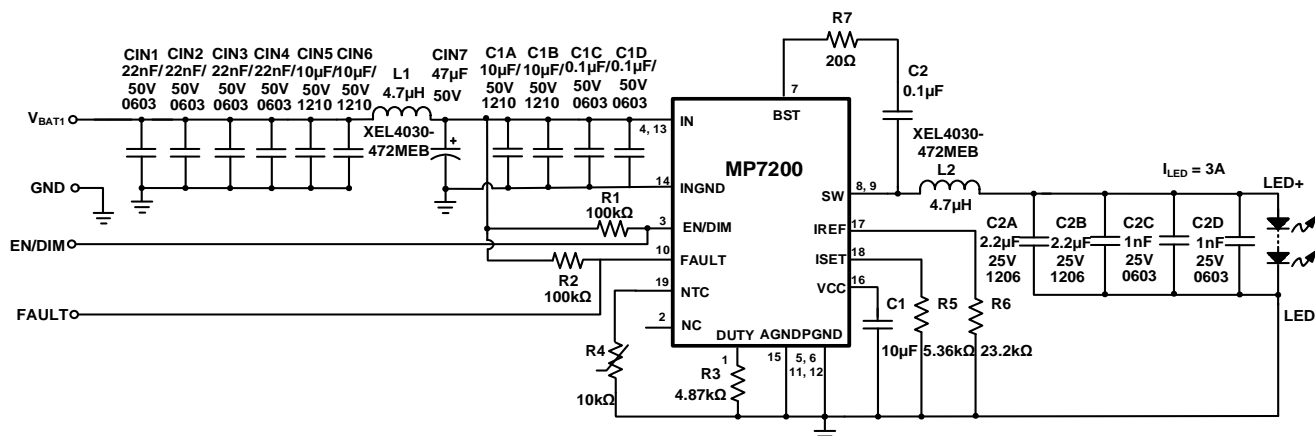 R7
20Ω
CIN1 CIN2 CIN3 CIN4 CIN5 CIN6
22nF/ 22nF/ 22nF/ 22nF/ 10μF/ 10μF/
50V 50V 50V 50V 50V 50V
0603 0603 0603 0603 1210 1210
L1
4.7μH
XEL4030-
472MEB
CIN7
47μF
50V
C1A C1B C1C C1D
10μF/ 10μF/ 0.1μF/ 0.1μF/
50V 50V 50V 50V
1210 1210 0603 0603
C2
0.1μF
7
BST
VBAT1
4, 13
IN
MP7200
XEL4030-
472MEB
L2
4.7μH
GND
14
INGND
SW
8, 9
ILED = 3A
LED+
R1
100kΩ
3
EN/DIM
IREF
17
EN/DIM
C2A C2B C2C C2D
2.2μF 2.2μF 1nF 1nF
25V 25V 25V 25V
1206 1206 0603 0603
10
FAULT
ISET
18
R2
100kΩ
19
NTC
VCC
16
FAULT
2
NC
C1
10μF
R5
5.36kΩ
R6
23.2kΩ
LED
DUTY AGND PGND
R4
10kΩ
1
R3
4.87kΩ
15
5, 6
11, 12